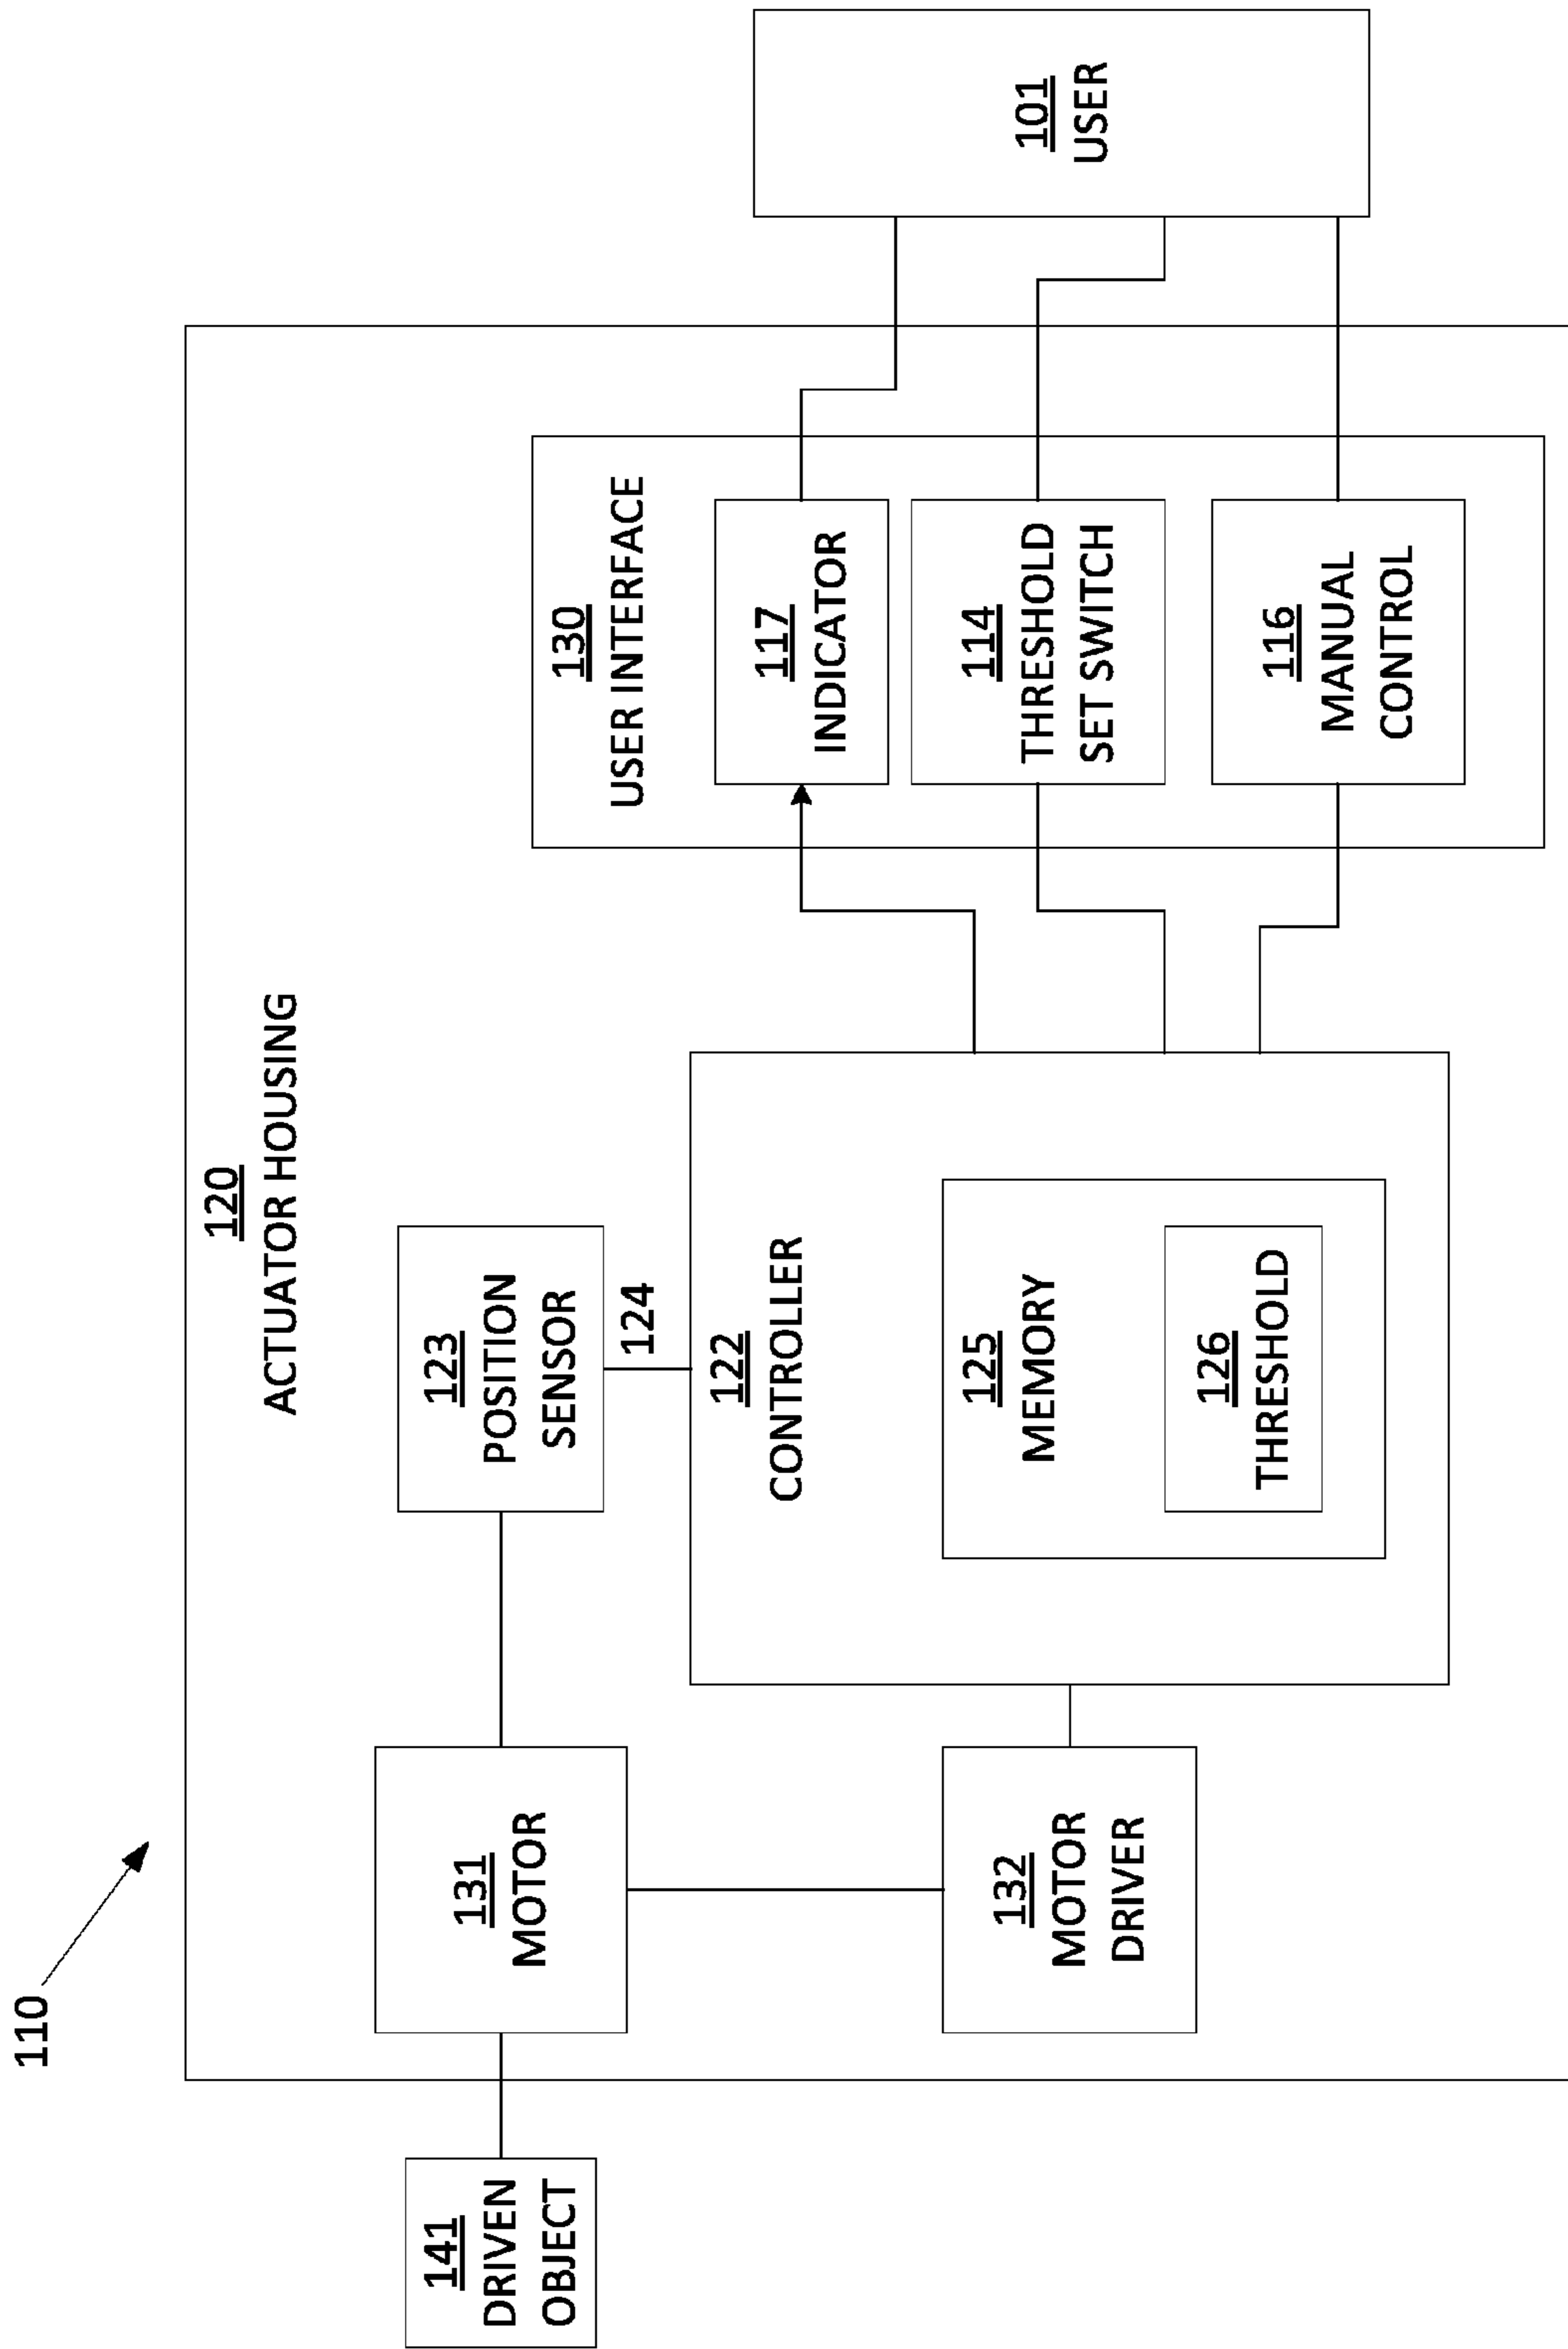 110
120
ACTUATOR HOUSING
141
DRIVEN
OBJECT
131
MOTOR
123
POSITION
SENSOR
124
132
MOTOR
DRIVER
122
CONTROLLER
125
MEMORY
126
THRESHOLD
130
USER INTERFACE
117
INDICATOR
114
THRESHOLD
SET SWITCH
116
MANUAL
CONTROL
101
USER